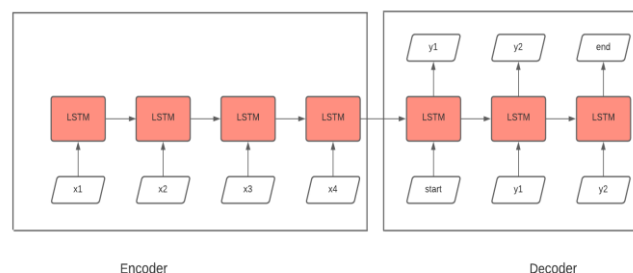 y1 y2 end
LSTM LSTM LSTM LSTM LSTM LSTM LSTM
x1 x2 x3 x4 start y1 y2
Encoder Decoder